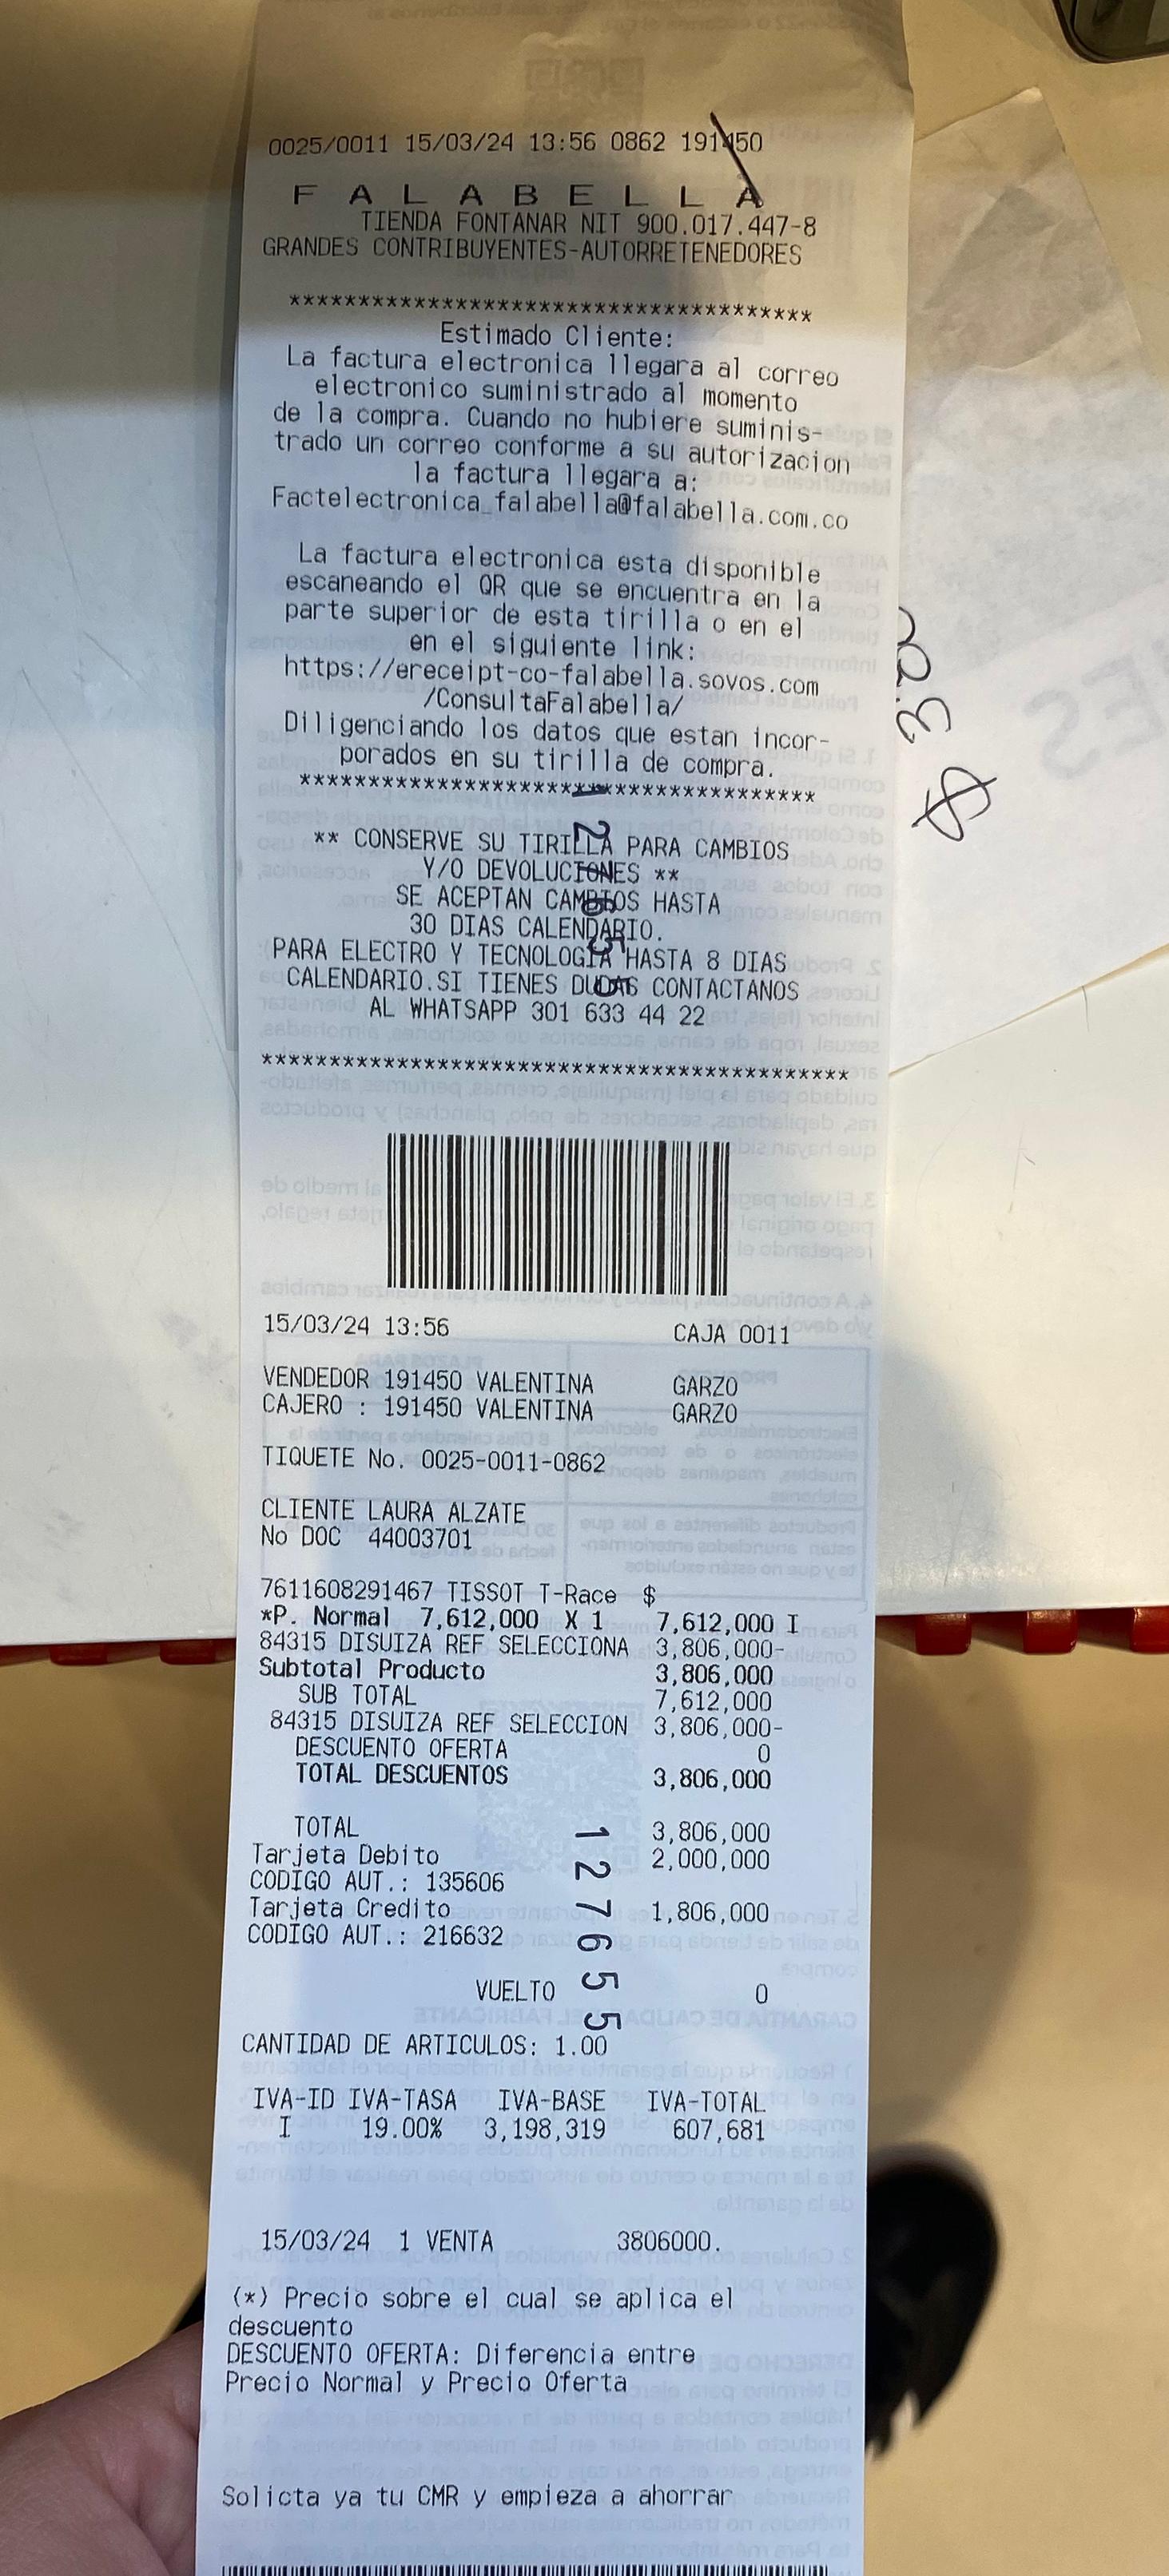 0025/0011 15/03/24 13:56 0862 191450
FALABELLA
TIENDA FONTANAR NIT 900.017.447-8
GRANDES CONTRIBUYENTES-AUTORRETENEDORES
**************************************
Estimado Cliente:
La factura electronica llegara al correo
electronico suministrado al momento
de la compra. Cuando no hubiere suminis-
trado un correo conforme a su autorizacion
la factura llegara a:
Factelectronica_falabella@falabella.com.co
La factura electronica esta disponible
escaneando el QR que se encuentra en la
parte superior de esta tirilla o en el
en el siguiente link:
https://ereceipt-co-falabella.sovos.com
/ConsultaFalabella/
Diligenciando los datos que estan incor-
porados en su tirilla de compra.
**************************************
** CONSERVE SU TIRILLA PARA CAMBIOS
Y/O DEVOLUCIONES **
SE ACEPTAN CAMBIOS HASTA
30 DIAS CALENDARIO.
PARA ELECTRO Y TECNOLOGIA HASTA 8 DIAS
CALENDARIO.SI TIENES DUDAS CONTACTANOS
AL WHATSAPP 301 633 44 22
*******************************************
15/03/24 13:56 CAJA 0011
VENDEDOR 191450 VALENTINA GARZO
CAJERO : 191450 VALENTINA GARZO
TIQUETE No. 0025-0011-0862
CLIENTE LAURA ALZATE
No DOC 44003701
7611608291467 TISSOT T-Race $
*P. Normal 7,612,000 X 1 7,612,000 I
84315 DISUIZA REF SELECCIONA 3,806,000-
Subtotal Producto 3,806,000
SUB TOTAL 7,612,000
84315 DISUIZA REF SELECCION 3,806,000-
DESCUENTO OFERTA 0
TOTAL DESCUENTOS 3,806,000
TOTAL 3,806,000
Tarjeta Debito 2,000,000
CODIGO AUT.: 135606
Tarjeta Credito 1,806,000
CODIGO AUT.: 216632
127655
VUELTO 0
CANTIDAD DE ARTICULOS: 1.00
IVA-ID IVA-TASA IVA-BASE IVA-TOTAL
I 19.00% 3,198,319 607,681
15/03/24 1 VENTA 3806000.
(*) Precio sobre el cual se aplica el
descuento
DESCUENTO OFERTA: Diferencia entre
Precio Normal y Precio Oferta
Solicta ya tu CMR y empieza a ahorrar